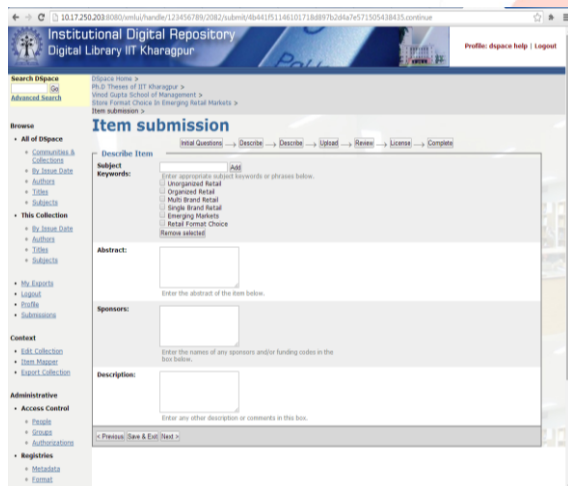 10.17.250.203:8080/xmlui/handle/123456789/2082/submit/4b441f51146101718d897b2d4a7e571505438435.continue
Institutional Digital Repository
Digital Library IIT Kharagpur
Profile: dspace help | Logout
Search DSpace
Go
Advanced Search
DSpace Home >
Ph.D Theses of IIT Kharagpur >
Vinod Gupta School of Management >
Store Format Choice in Emerging Retail Markets >
Item submission >
Browse
• All of DSpace
Communities & Collections
By Issue Date
Authors
Titles
Subjects
• This Collection
By Issue Date
Authors
Titles
Subjects
• My Exports
• Logout
• Profile
• Submissions
Context
• Edit Collection
• Item Mapper
• Export Collection
Administrative
• Access Control
People
Groups
Authorizations
• Registries
Metadata
Format
Item submission
Initial Questions → Describe → Describe → Upload → Review → License → Complete
Describe Item
Subject Keywords:
Add
Enter appropriate subject keywords or phrases below.
Unorganized Retail
Organized Retail
Multi Brand Retail
Single Brand Retail
Emerging Markets
Retail Format Choice
Remove selected
Abstract:
Enter the abstract of the item below.
Sponsors:
Enter the names of any sponsors and/or funding codes in the
box below.
Description:
Enter any other description or comments in this box.
< Previous Save & Exit Next >